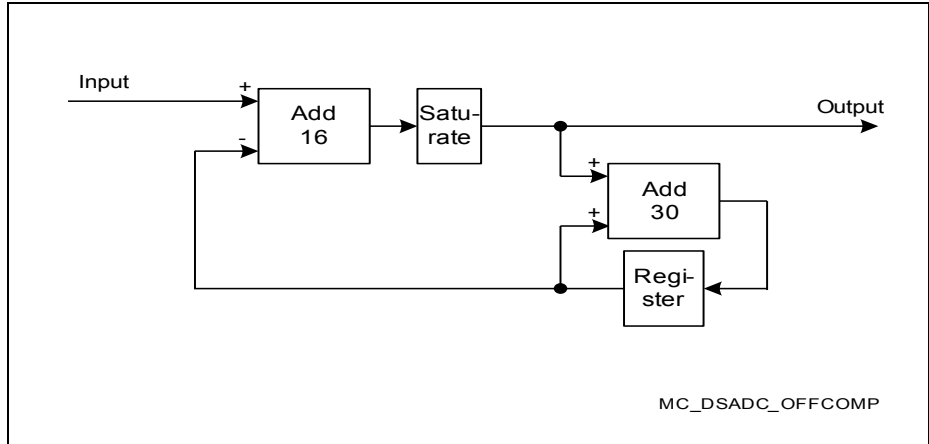 Input
+
Add
16
-
Satu-
rate
Output
+
Add
30
+
Regi-
ster
MC_DSADC_OFFCOMP